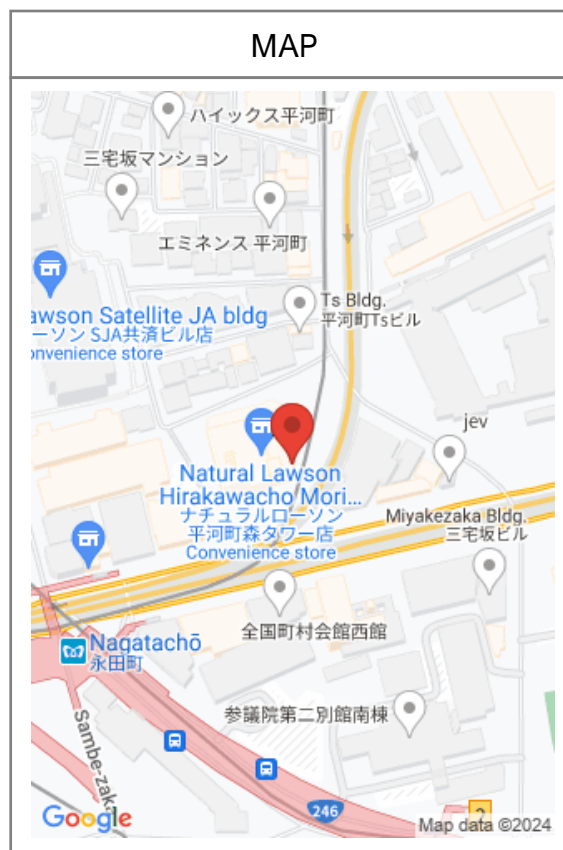 MAP
ハイックス平河町
三宅坂マンション
エミネンス 平河町
awson Satellite JA bldg
ーソン SJA共済ビル店
onvenience store
Ts Bldg.
平河町Tsビル
jev
Natural Lawson
Hirakawacho Mori...
ナチュラルローソン
平河町森タワー店
Convenience store
Miyakezaka Bldg.
三宅坂ビル
全国町村会館西館
Nagatachō
永田町
参議院第二別館南棟
Sambe-zaka
246
Google
Map data ©2024